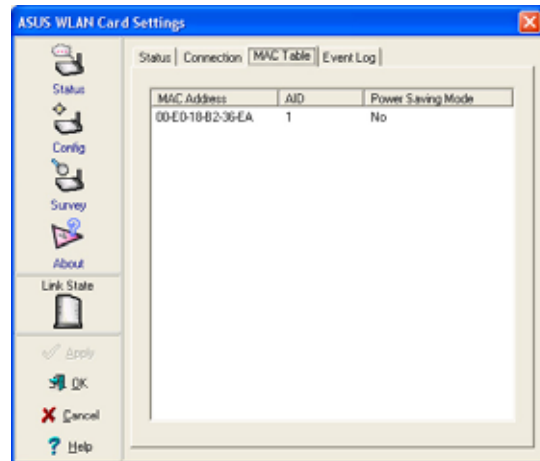 ASUS WLAN Card Settings
Status
Config
Survey
About
Link State
Apply
OK
Cancel
Help
Status Connection MAC Table Event Log
MAC Address AID Power Saving Mode
00-E0-18-B2-36-EA 1 No